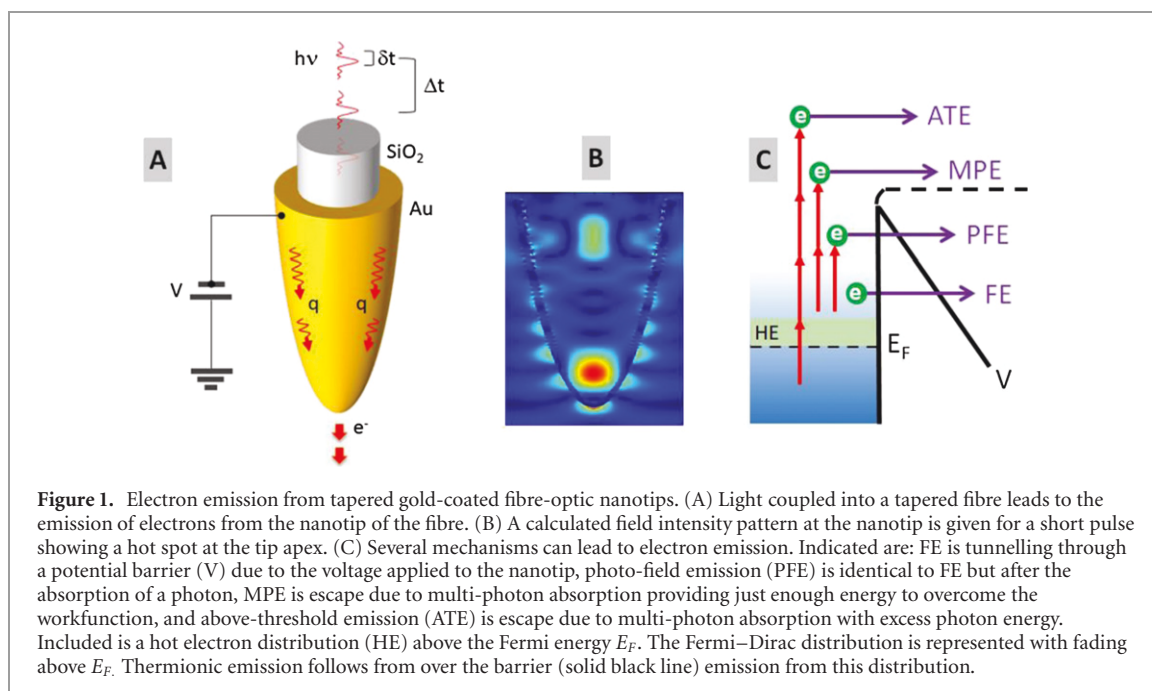 hν
δt
Δt
A
SiO₂
Au
V
q
q
e⁻
B
C
e
ATE
e
MPE
e
PFE
e
FE
HE
E_F
V
Figure 1. Electron emission from tapered gold-coated fibre-optic nanotips. (A) Light coupled into a tapered fibre leads to the
emission of electrons from the nanotip of the fibre. (B) A calculated field intensity pattern at the nanotip is given for a short pulse
showing a hot spot at the tip apex. (C) Several mechanisms can lead to electron emission. Indicated are: FE is tunnelling through
a potential barrier (V) due to the voltage applied to the nanotip, photo-field emission (PFE) is identical to FE but after the
absorption of a photon, MPE is escape due to multi-photon absorption providing just enough energy to overcome the
workfunction, and above-threshold emission (ATE) is escape due to multi-photon absorption with excess photon energy.
Included is a hot electron distribution (HE) above the Fermi energy E_F. The Fermi–Dirac distribution is represented with fading
above E_F. Thermionic emission follows from over the barrier (solid black line) emission from this distribution.